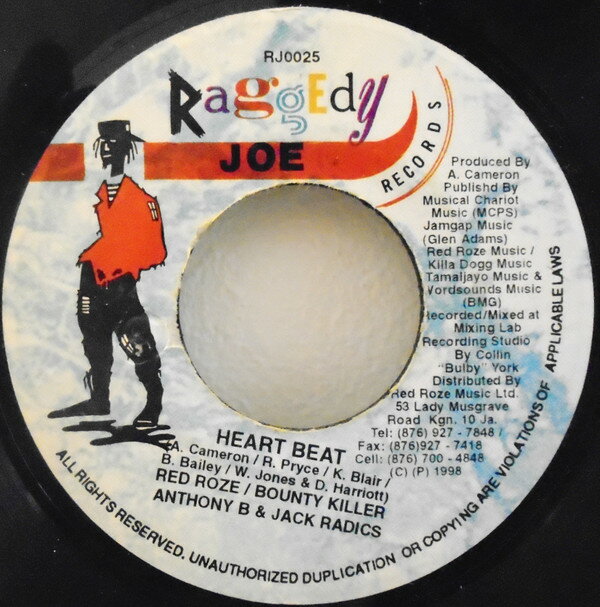 RJ0025
RaggEdy
JOE
RECORDS
Produced By
A. Cameron
Publishd By
Musical Chariot
Music (MCPS)
Jamgap Music
(Glen Adams)
Red Roze Music /
Killa Dogg Music
Tamaljayo Music &
Wordsounds Music
(BMG)
Recorded/Mixed at
Mixing Lab
Recording Studio
By Collin
"Bulby" York
Distributed By
Red Roze Music Ltd.
53 Lady Musgrave
Road Kgn. 10 Ja.
Tel: (876) 927 - 7848 /
Fax: (876)927 - 7418
Cell: (876) 700 - 4848
(C) (P) 1998
HEART BEAT
(A. Cameron / R. Pryce / K. Blair /
B. Bailey / W. Jones & D. Harriott)
RED ROZE / BOUNTY KILLER
ANTHONY B & JACK RADICS
ALL RIGHTS RESERVED. UNAUTHORIZED DUPLICATION OR COPYING ARE VIOLATIONS OF APPLICABLE LAWS